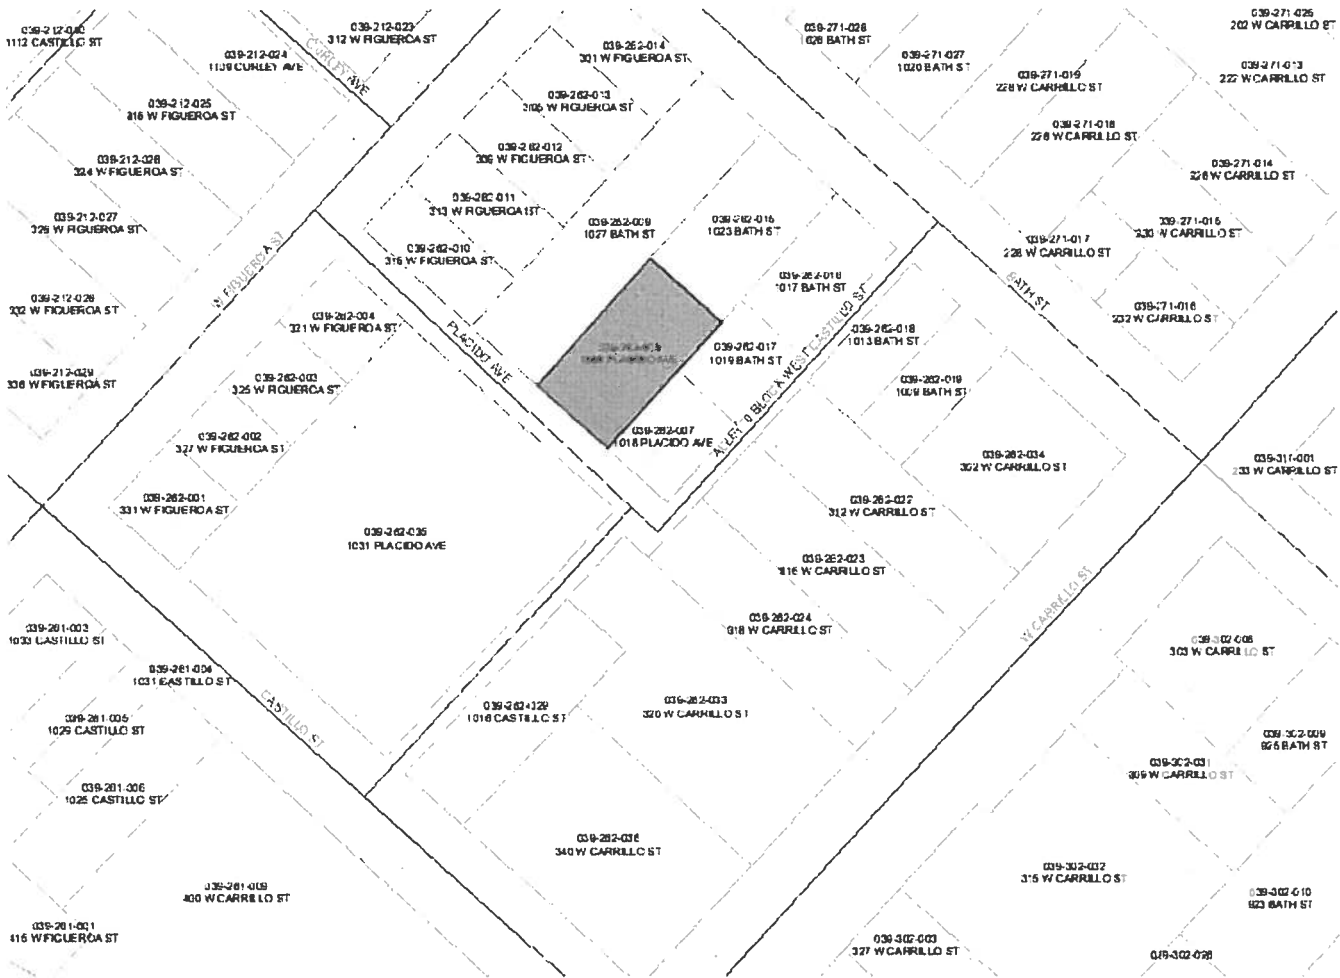 1112 CASTILLO ST
039-212-023
312 W FIGUEROA ST
039-212-024
1109 CURLEY AVE
CURLEY AVE
039-262-014
301 W FIGUEROA ST
039-271-028
1026 BATH ST
039-271-027
1020 BATH ST
039-271-025
202 W CARRILLO ST
039-271-013
222 W CARRILLO ST
039-271-019
228 W CARRILLO ST
039-212-025
316 W FIGUEROA ST
039-262-013
305 W FIGUEROA ST
039-271-018
226 W CARRILLO ST
039-212-026
324 W FIGUEROA ST
039-262-012
309 W FIGUEROA ST
039-271-014
226 W CARRILLO ST
039-212-027
328 W FIGUEROA ST
039-262-011
313 W FIGUEROA ST
039-262-009
1027 BATH ST
039-262-015
1023 BATH ST
039-271-015
230 W CARRILLO ST
039-271-017
228 W CARRILLO ST
039-262-010
315 W FIGUEROA ST
W FIGUEROA ST
039-262-016
1017 BATH ST
BATH ST
039-212-028
332 W FIGUEROA ST
039-262-004
321 W FIGUEROA ST
PLACIDO AVE
039-262-018
1013 BATH ST
039-271-016
232 W CARRILLO ST
039-262-017
1019 BATH ST
039-212-029
336 W FIGUEROA ST
039-262-003
325 W FIGUEROA ST
039-262-019
1009 BATH ST
039-262-002
327 W FIGUEROA ST
039-262-007
1018 PLACIDO AVE
BLOCK WEST CASTILLO ST
039-262-034
302 W CARRILLO ST
039-311-001
233 W CARRILLO ST
039-262-001
331 W FIGUEROA ST
039-262-022
312 W CARRILLO ST
039-262-035
1031 PLACIDO AVE
039-262-023
316 W CARRILLO ST
W CARRILLO ST
039-262-024
318 W CARRILLO ST
039-261-003
1033 CASTILLO ST
039-302-008
303 W CARRILLO ST
039-261-004
1031 CASTILLO ST
CASTILLO ST
1016 CASTILLO ST
039-262-033
320 W CARRILLO ST
039-261-005
1029 CASTILLO ST
039-302-009
925 BATH ST
039-302-031
309 W CARRILLO ST
039-261-006
1025 CASTILLO ST
039-262-036
340 W CARRILLO ST
039-302-032
315 W CARRILLO ST
039-261-009
400 W CARRILLO ST
039-302-010
923 BATH ST
039-261-001
415 W FIGUEROA ST
039-302-003
327 W CARRILLO ST
039-302-028